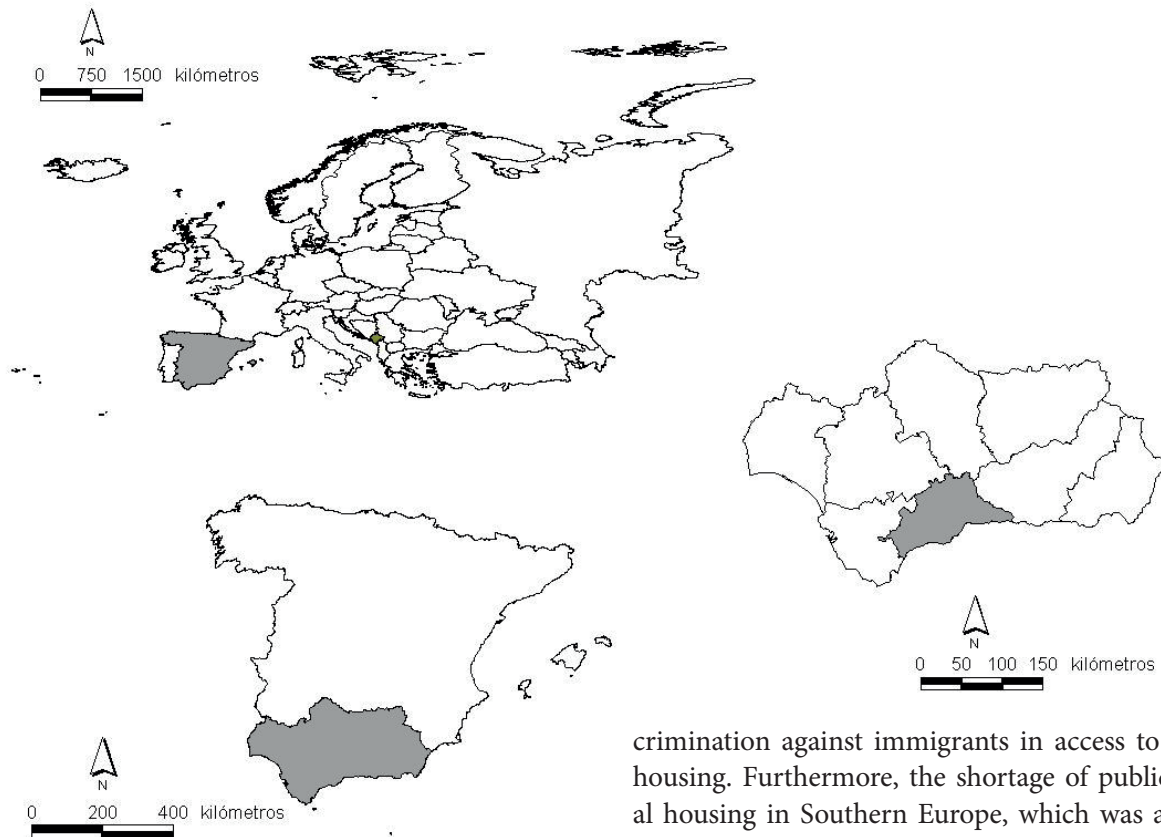 N
0 750 1500 kilómetros
N
0 50 100 150 kilómetros
N
0 200 400 kilómetros
crimination against immigrants in access to
housing. Furthermore, the shortage of public
al housing in Southern Europe, which was a